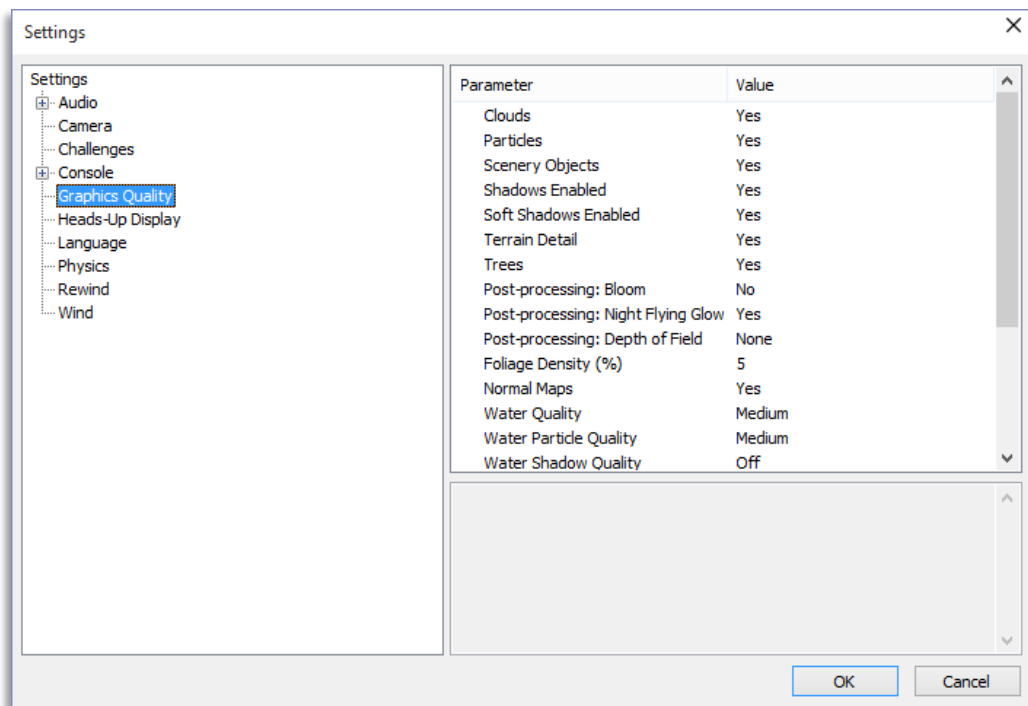 Settings
Settings
Audio
Camera
Challenges
Console
Graphics Quality
Heads-Up Display
Language
Physics
Rewind
Wind
Parameter Value
Clouds Yes
Particles Yes
Scenery Objects Yes
Shadows Enabled Yes
Soft Shadows Enabled Yes
Terrain Detail Yes
Trees Yes
Post-processing: Bloom No
Post-processing: Night Flying Glow Yes
Post-processing: Depth of Field None
Foliage Density (%) 5
Normal Maps Yes
Water Quality Medium
Water Particle Quality Medium
Water Shadow Quality Off
OK Cancel